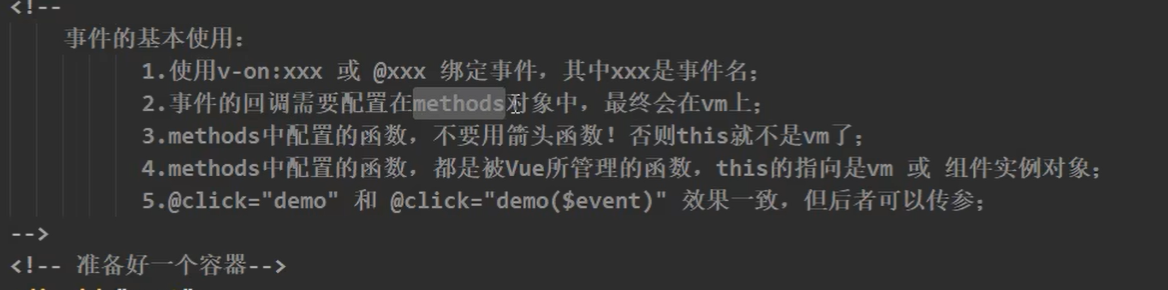 <!--
事件的基本使用：
1.使用v-on:xxx 或 @xxx 绑定事件，其中xxx是事件名；
2.事件的回调需要配置在methods对象中，最终会在vm上；
3.methods中配置的函数，不要用箭头函数！否则this就不是vm了；
4.methods中配置的函数，都是被Vue所管理的函数，this的指向是vm 或 组件实例对象；
5.@click="demo" 和 @click="demo($event)" 效果一致，但后者可以传参；
-->
<!-- 准备好一个容器-->